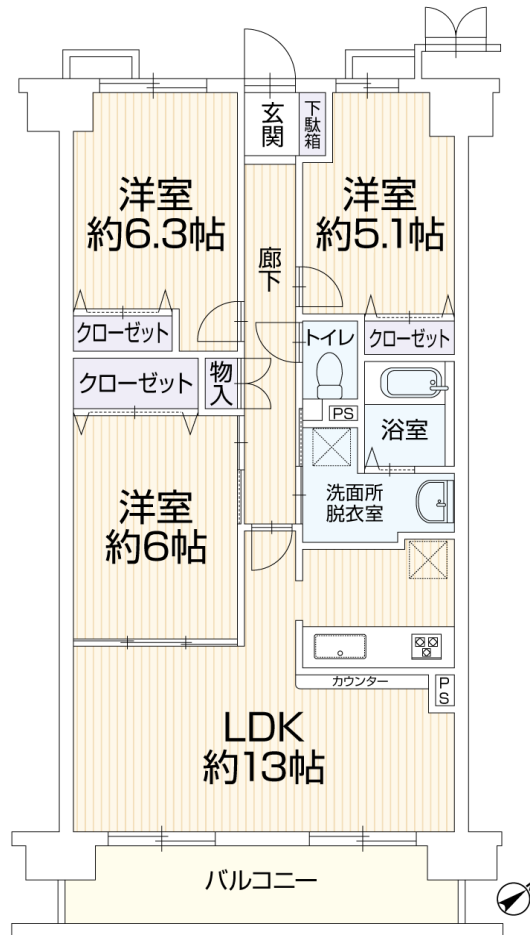 玄関
下駄箱
洋室
約6.3帖
洋室
約5.1帖
廊下
クローゼット
トイレ
クローゼット
クローゼット
物入
PS
浴室
洗面所
脱衣室
洋室
約6帖
カウンター
PS
LDK
約13帖
バルコニー